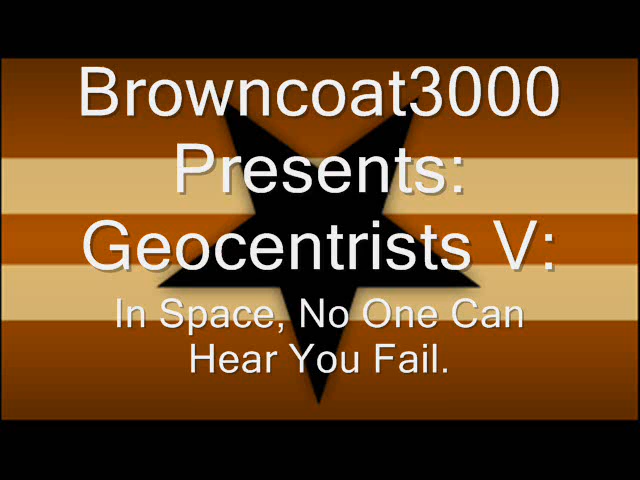 Browncoat3000
Presents:
Geocentrists V:
In Space, No One Can
Hear You Fail.